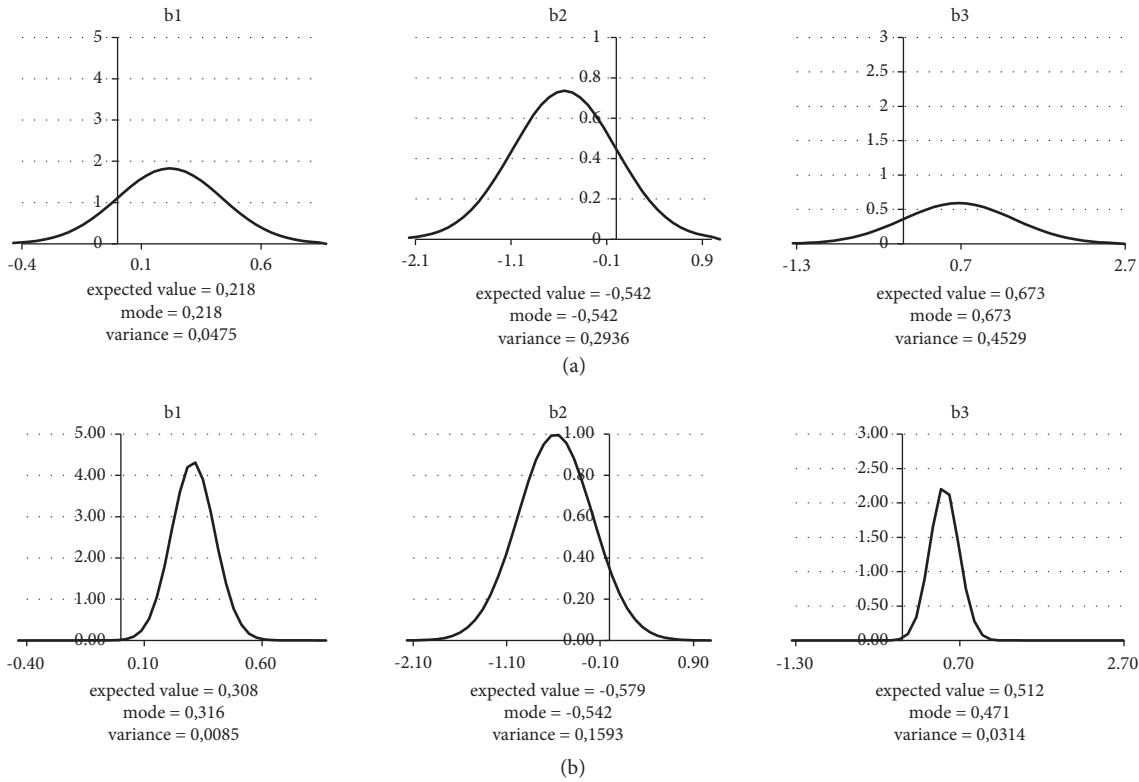 b1
5
4
3
2
1
0
-0.4 0.1 0.6
expected value = 0,218
mode = 0,218
variance = 0,0475
b2
1
0.8
0.6
0.4
0.2
0
-2.1 -1.1 -0.1 0.9
expected value = -0,542
mode = -0,542
variance = 0,2936
b3
3
2.5
2
1.5
1
0.5
0
-1.3 0.7 2.7
expected value = 0,673
mode = 0,673
variance = 0,4529
(a)
b1
5.00
4.00
3.00
2.00
1.00
0.00
-0.40 0.10 0.60
expected value = 0,308
mode = 0,316
variance = 0,0085
b2
1.00
0.80
0.60
0.40
0.20
0.00
-2.10 -1.10 -0.10 0.90
expected value = -0,579
mode = -0,542
variance = 0,1593
b3
3.00
2.50
2.00
1.50
1.00
0.50
0.00
-1.30 0.70 2.70
expected value = 0,512
mode = 0,471
variance = 0,0314
(b)